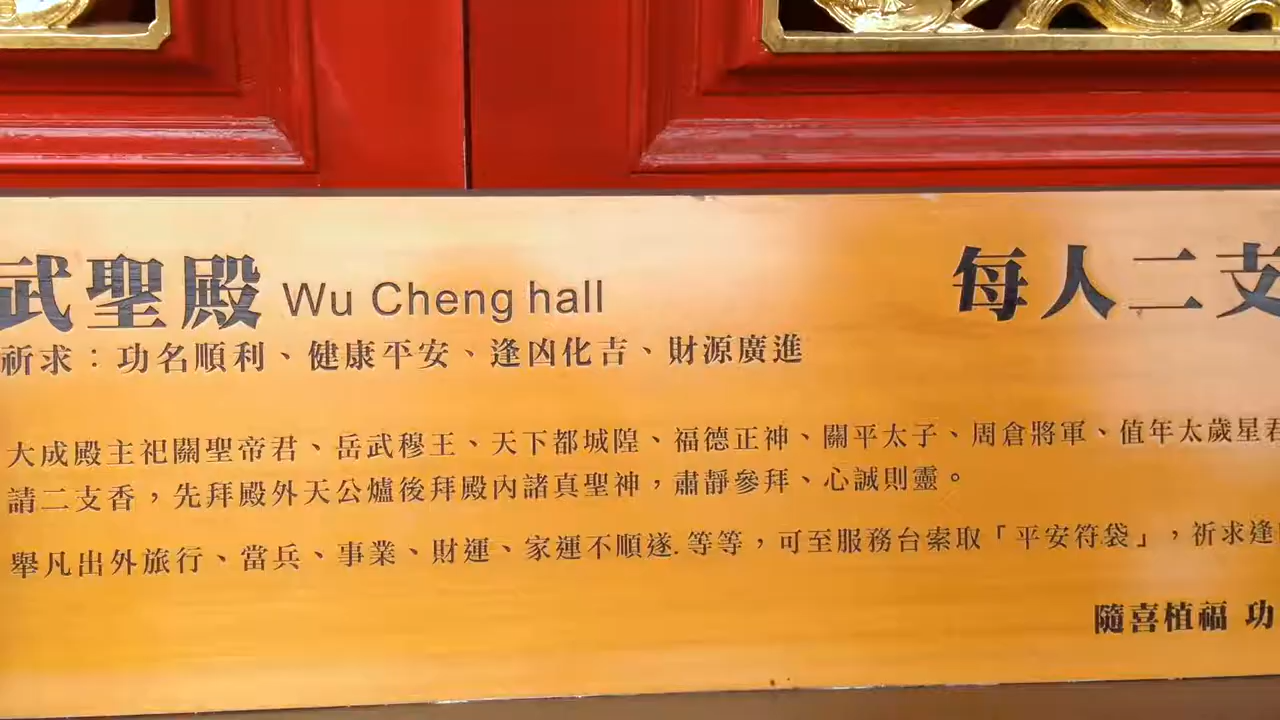 武聖殿 Wu Cheng hall 每人二支
祈求：功名順利、健康平安、逢凶化吉、財源廣進
大成殿主祀關聖帝君、岳武穆王、天下都城隍、福德正神、關平太子、周倉將軍、值年太歲星君
請二支香，先拜殿外天公爐後拜殿內諸真聖神，肅靜參拜、心誠則靈。
舉凡出外旅行、當兵、事業、財運、家運不順遂.等等，可至服務台索取「平安符袋」，祈求逢
隨喜植福 功